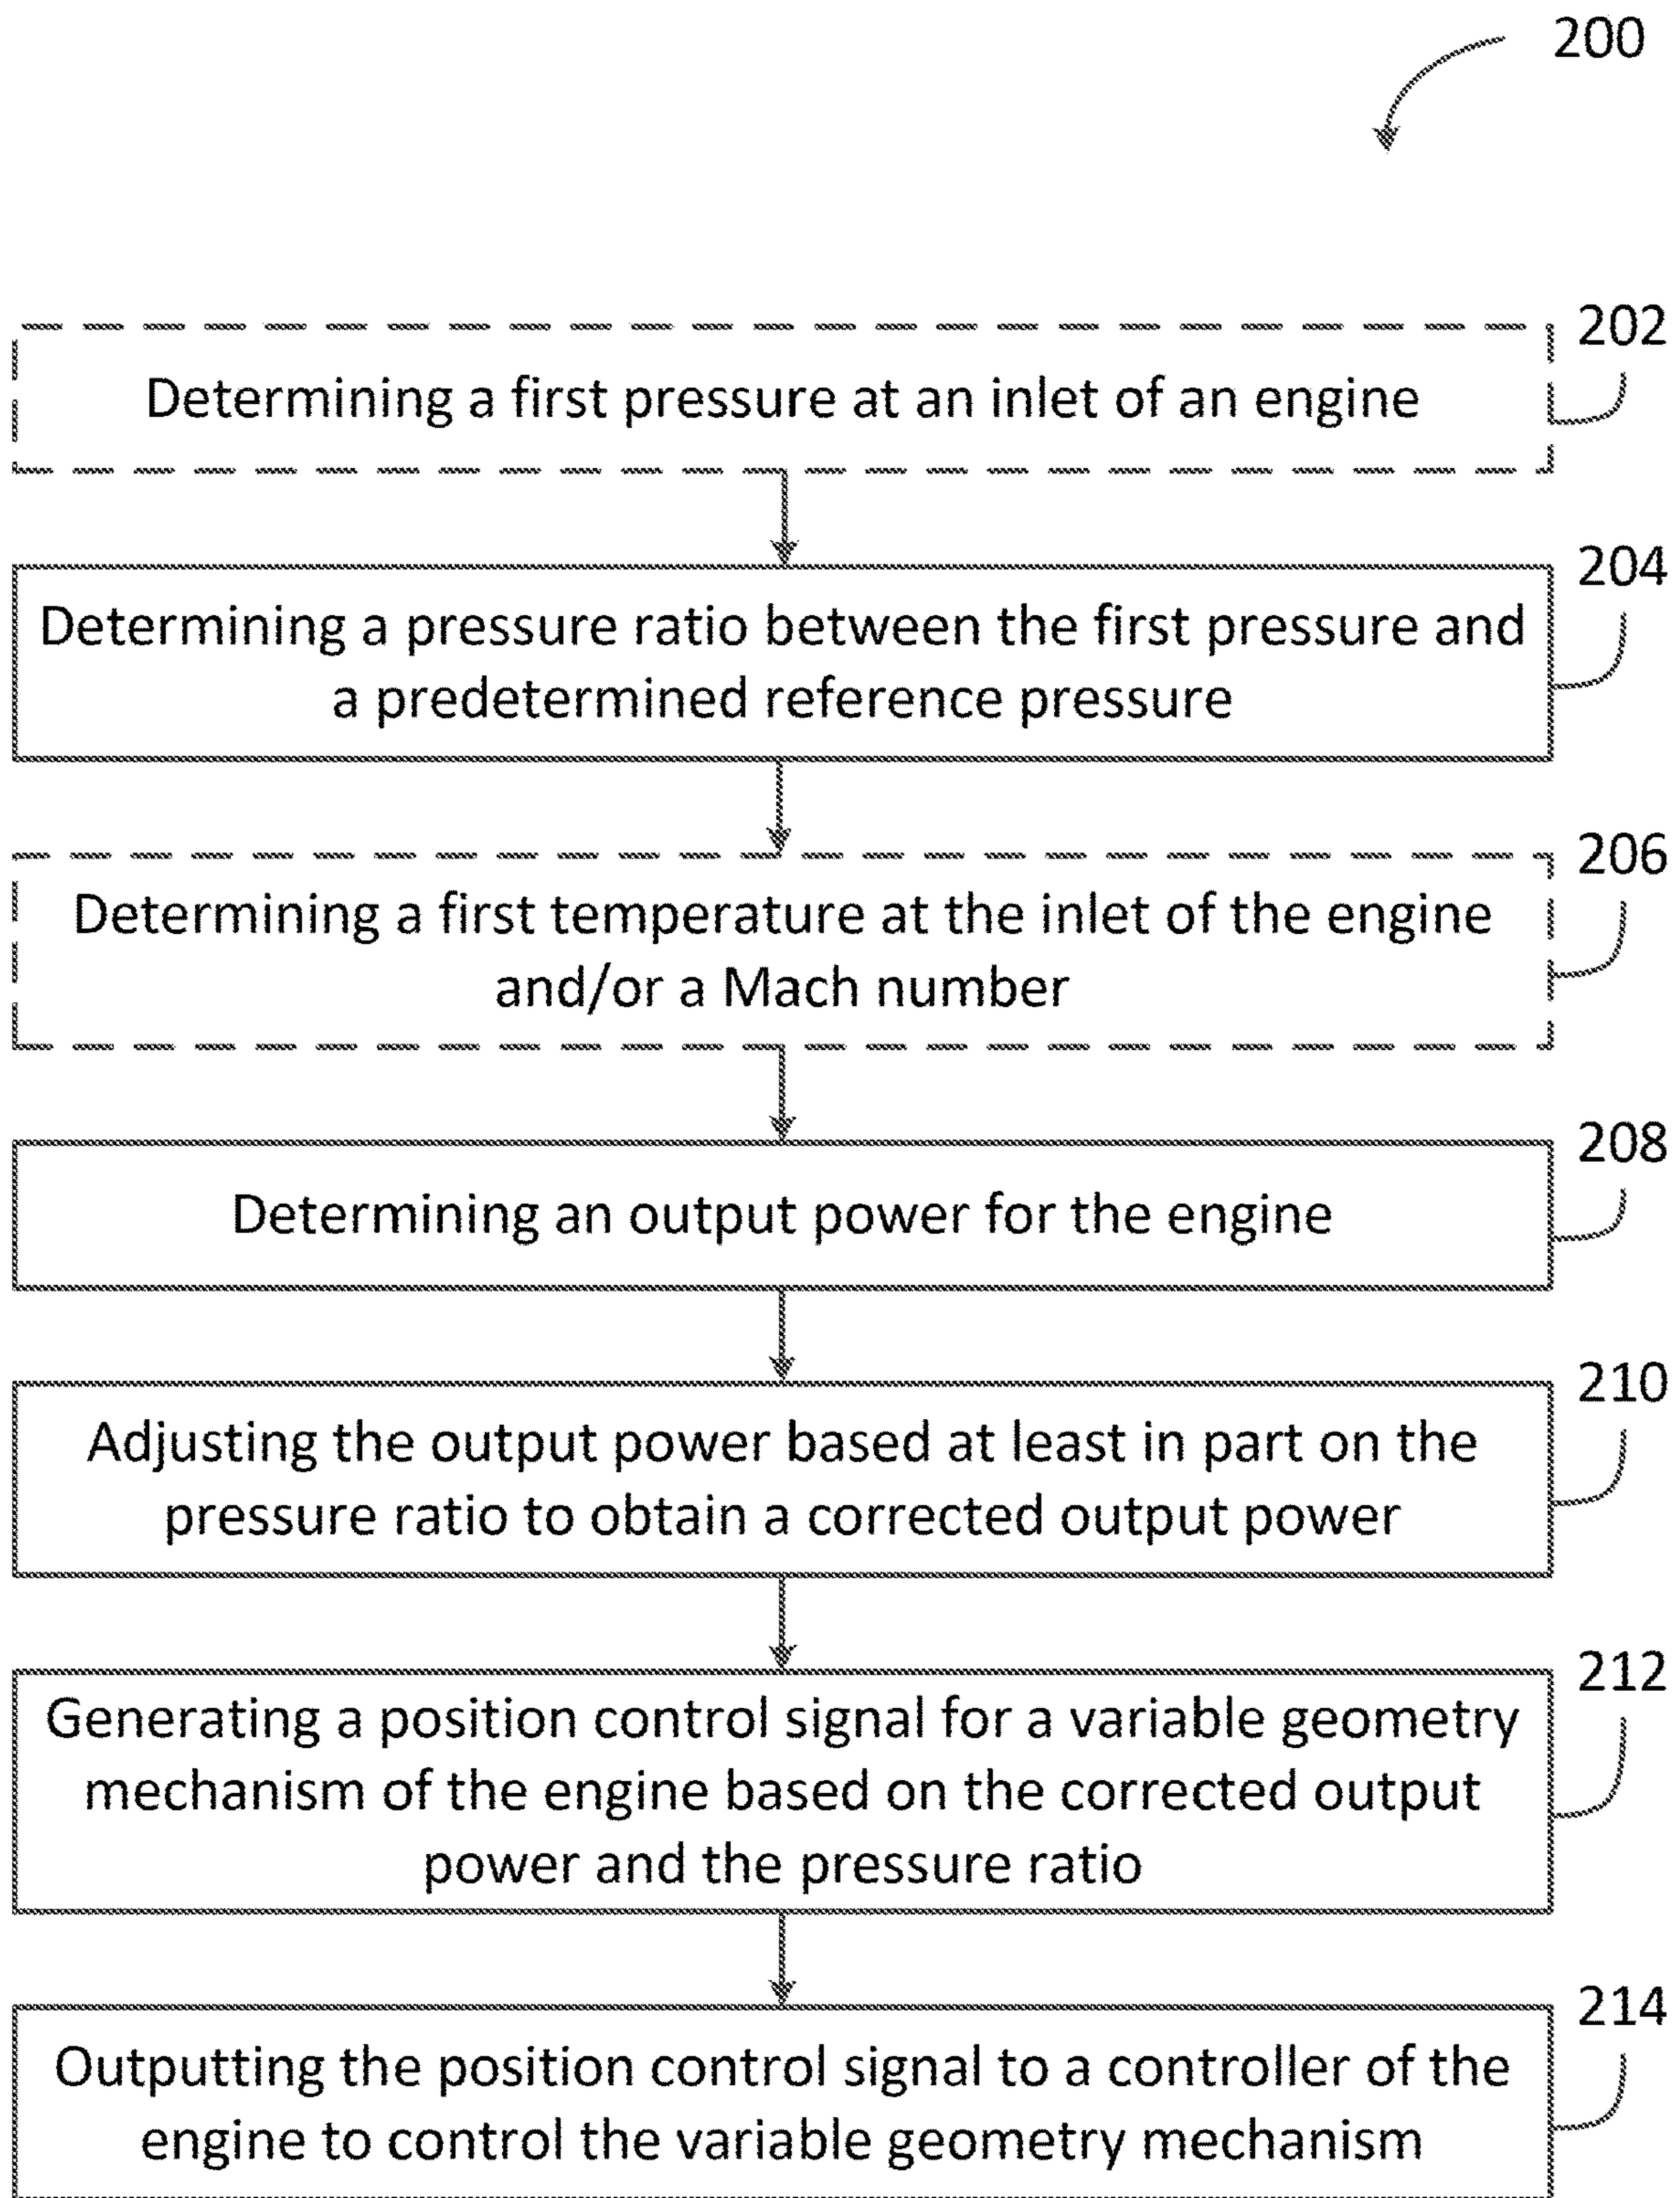 200
202
Determining a first pressure at an inlet of an engine
204
Determining a pressure ratio between the first pressure and
a predetermined reference pressure
206
Determining a first temperature at the inlet of the engine
and/or a Mach number
208
Determining an output power for the engine
210
Adjusting the output power based at least in part on the
pressure ratio to obtain a corrected output power
212
Generating a position control signal for a variable geometry
mechanism of the engine based on the corrected output
power and the pressure ratio
214
Outputting the position control signal to a controller of the
engine to control the variable geometry mechanism